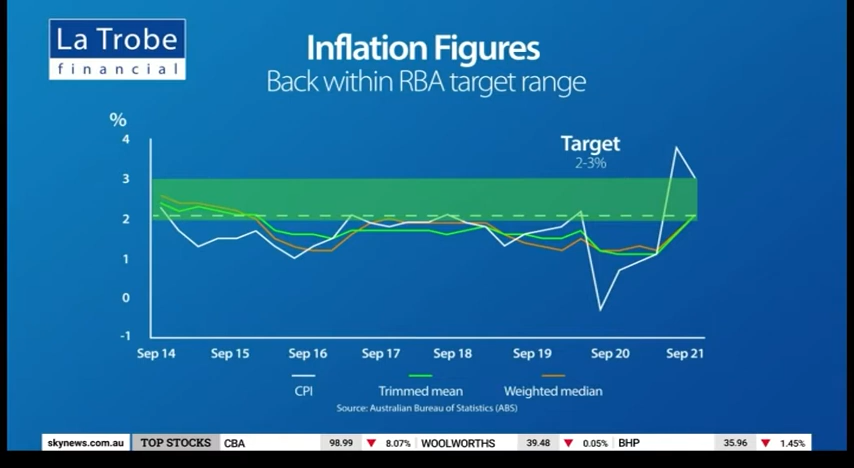 La Trobe
financial
Inflation Figures
Back within RBA target range
%
4
3
2
1
0
-1
Target
2-3%
Sep 14 Sep 15 Sep 16 Sep 17 Sep 18 Sep 19 Sep 20 Sep 21
CPI Trimmed mean Weighted median
Source: Australian Bureau of Statistics (ABS)
skynews.com.au TOP STOCKS CBA 98.99 ▼ 8.07% WOOLWORTHS 39.48 ▼ 0.05% BHP 35.96 ▼ 1.45%